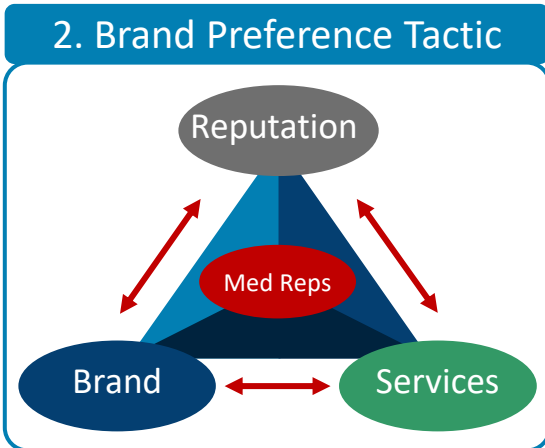 2. Brand Preference Tactic
Reputation
Med Reps
Brand
Services